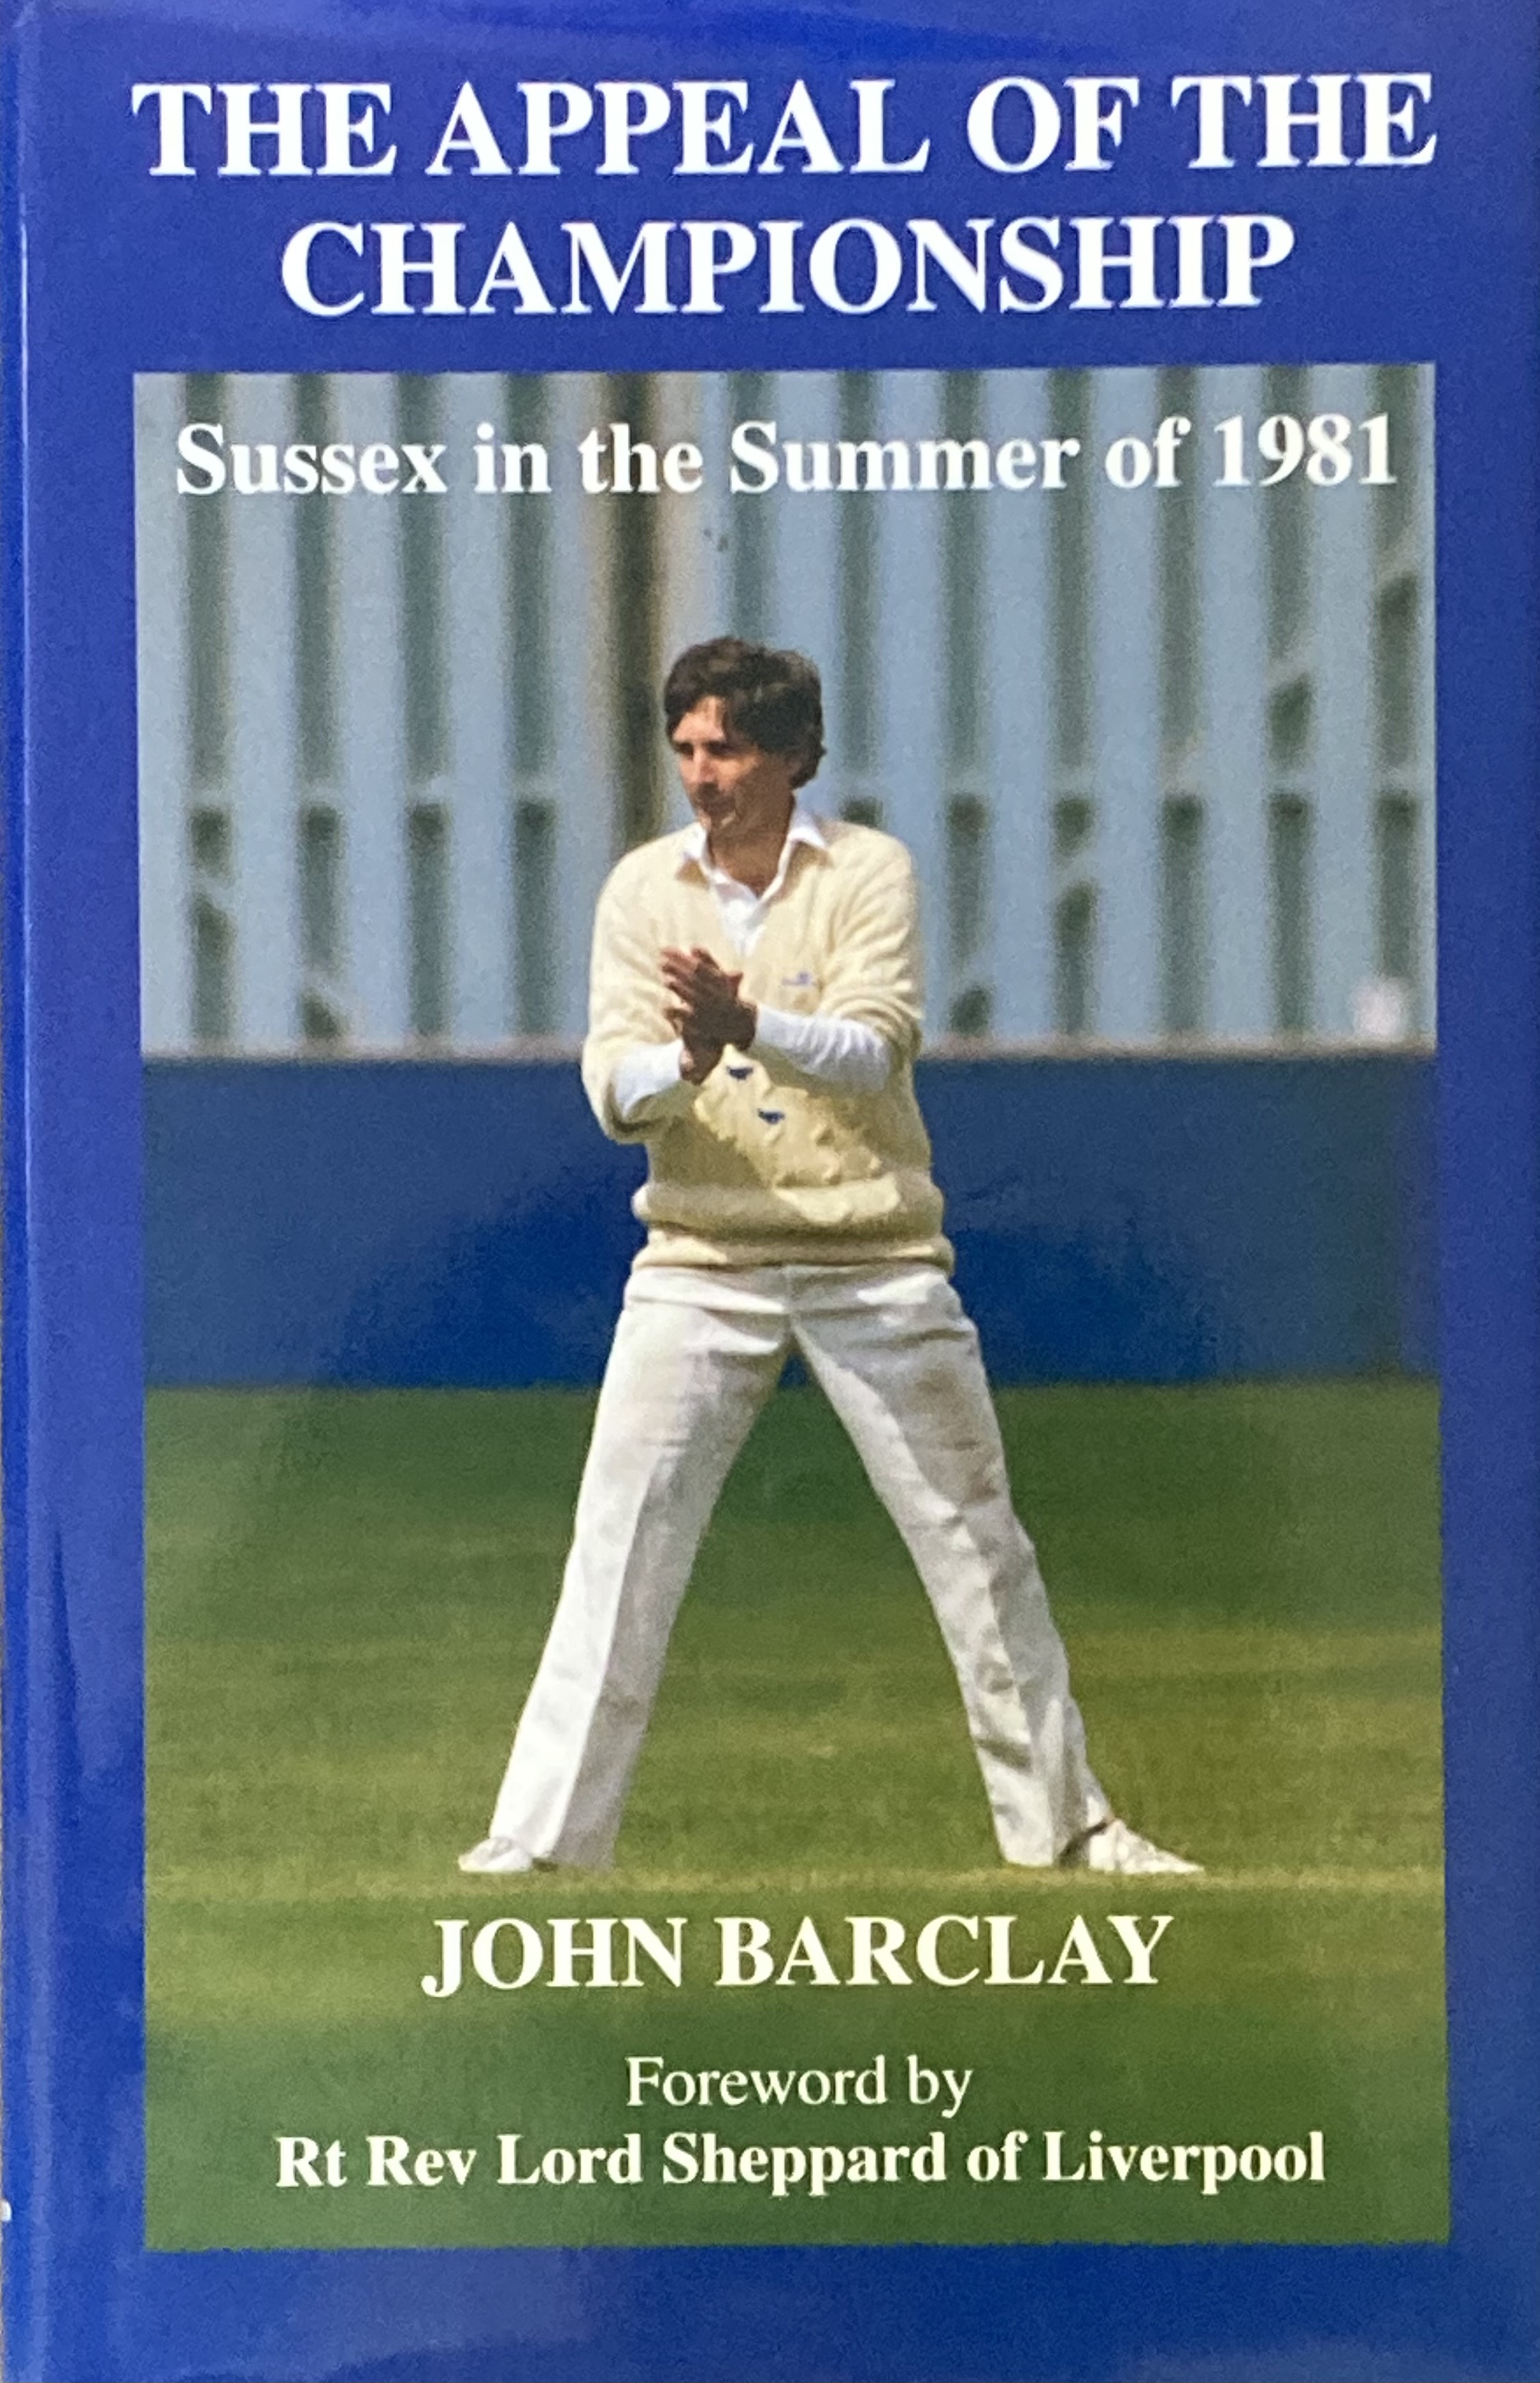 THE APPEAL OF THE
CHAMPIONSHIP
Sussex in the Summer of 1981
JOHN BARCLAY
Foreword by
Rt Rev Lord Sheppard of Liverpool